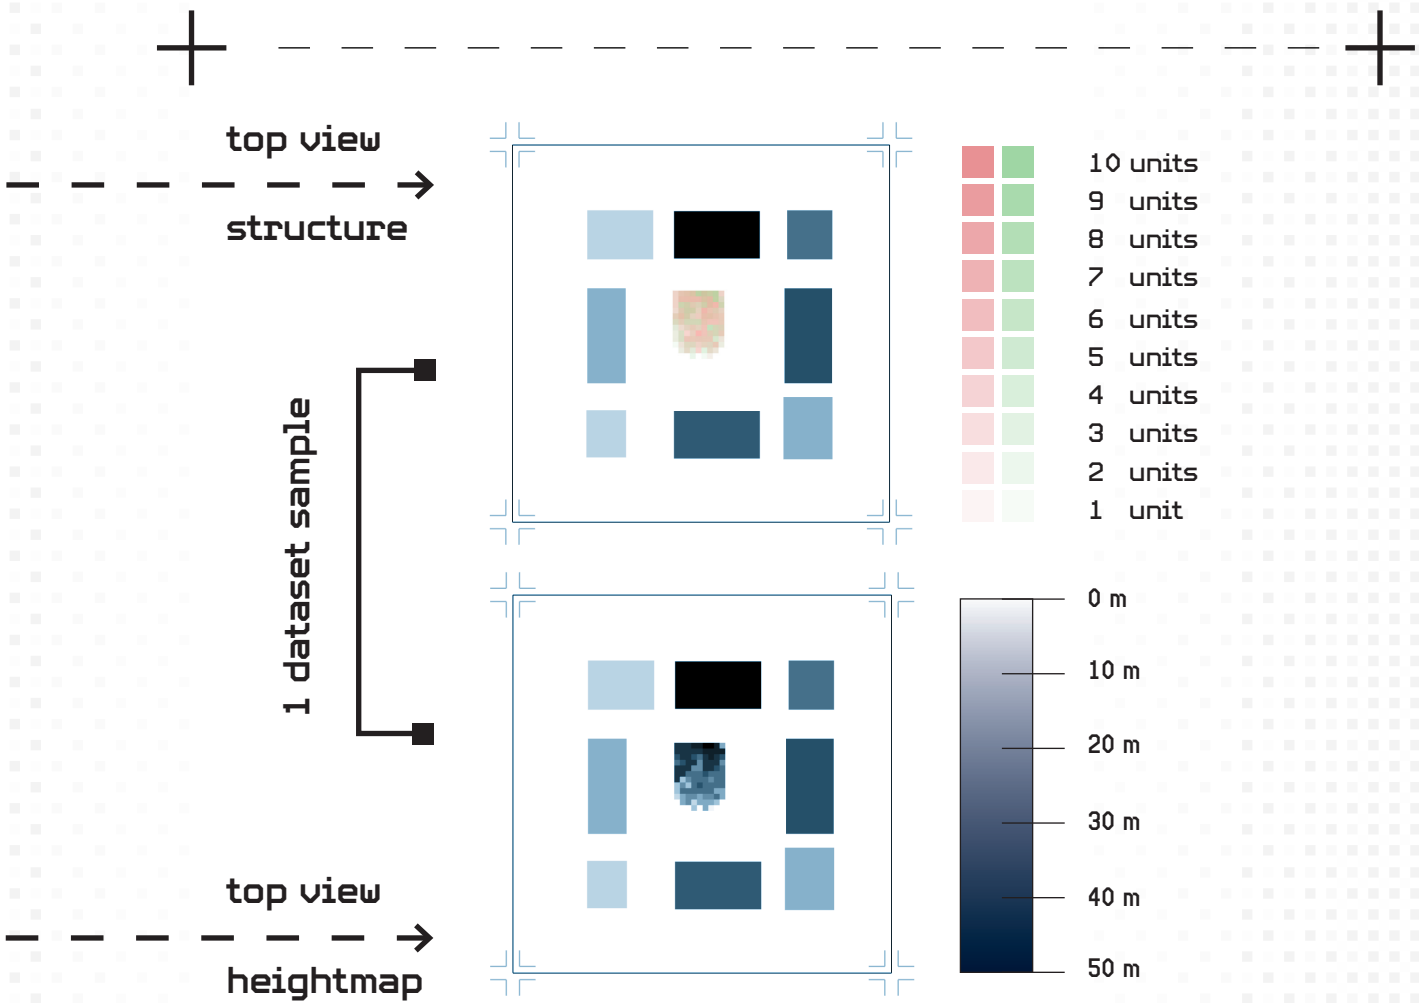 top view
structure
1 dataset sample
top view
heightmap
10 units
9 units
8 units
7 units
6 units
5 units
4 units
3 units
2 units
1 unit
0 m
10 m
20 m
30 m
40 m
50 m